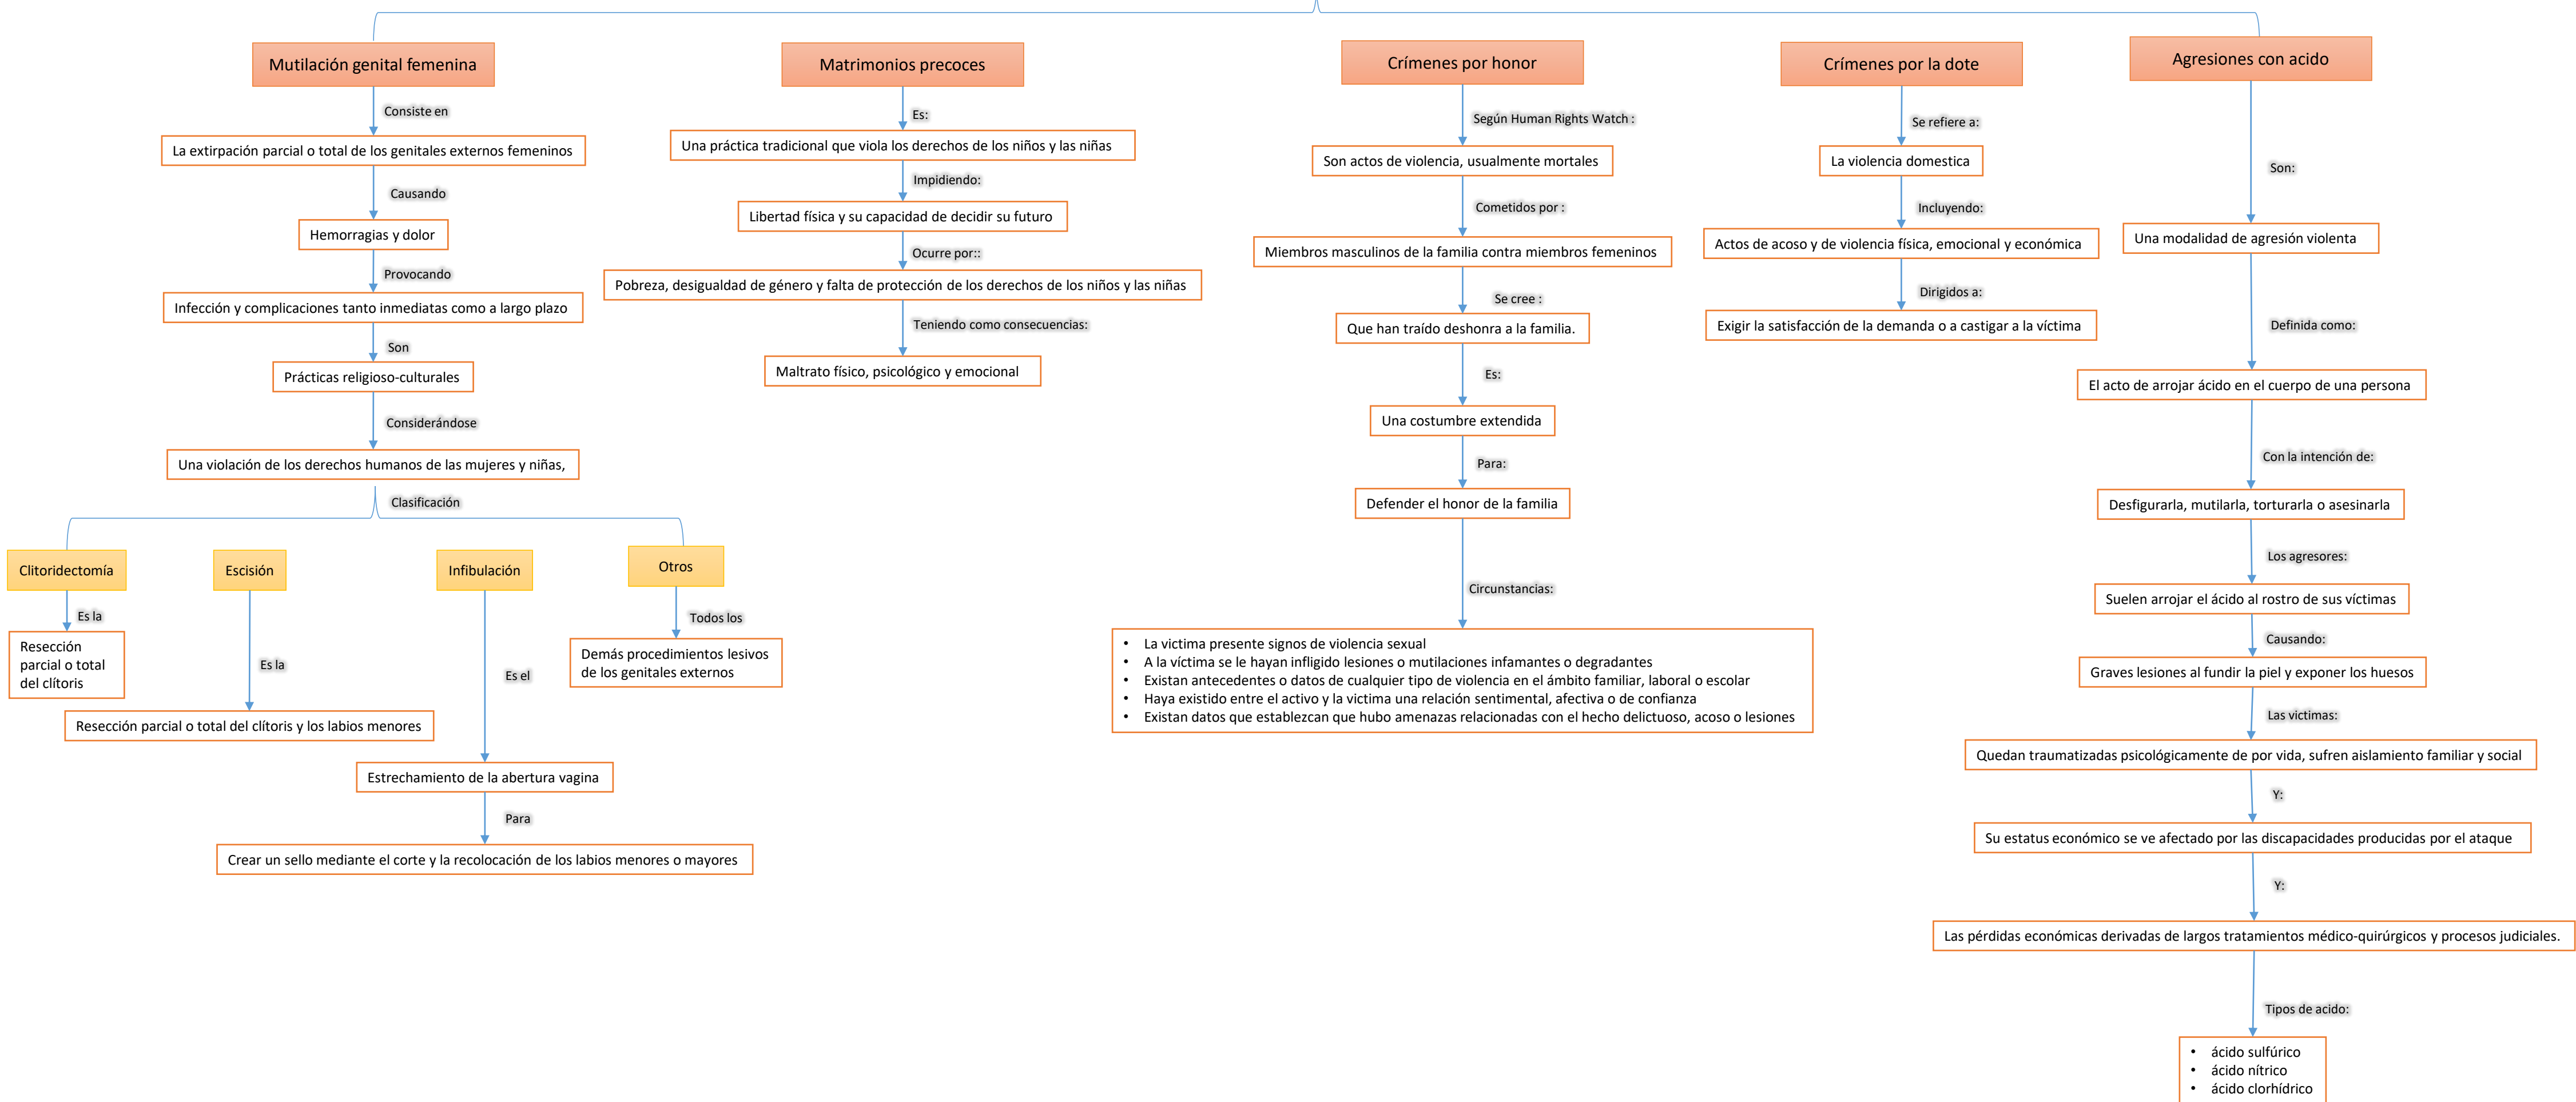 Mutilación genital femenina
Consiste en
La extirpación parcial o total de los genitales externos femeninos
Causando
Hemorragias y dolor
Provocando
Infección y complicaciones tanto inmediatas como a largo plazo
Son
Prácticas religioso-culturales
Considerándose
Una violación de los derechos humanos de las mujeres y niñas,
Clasificación
Clitoridectomía
Es la
Resección
parcial o total
del clítoris
Escisión
Es la
Resección parcial o total del clítoris y los labios menores
Infibulación
Es el
Estrechamiento de la abertura vagina
Para
Crear un sello mediante el corte y la recolocación de los labios menores o mayores
Otros
Todos los
Demás procedimientos lesivos
de los genitales externos
Matrimonios precoces
Es:
Una práctica tradicional que viola los derechos de los niños y las niñas
Impidiendo:
Libertad física y su capacidad de decidir su futuro
Ocurre por::
Pobreza, desigualdad de género y falta de protección de los derechos de los niños y las niñas
Teniendo como consecuencias:
Maltrato físico, psicológico y emocional
Crímenes por honor
Según Human Rights Watch :
Son actos de violencia, usualmente mortales
Cometidos por :
Miembros masculinos de la familia contra miembros femeninos
Se cree :
Que han traído deshonra a la familia.
Es:
Una costumbre extendida
Para:
Defender el honor de la familia
Circunstancias:
• La victima presente signos de violencia sexual
• A la víctima se le hayan infligido lesiones o mutilaciones infamantes o degradantes
• Existan antecedentes o datos de cualquier tipo de violencia en el ámbito familiar, laboral o escolar
• Haya existido entre el activo y la victima una relación sentimental, afectiva o de confianza
• Existan datos que establezcan que hubo amenazas relacionadas con el hecho delictuoso, acoso o lesiones
Crímenes por la dote
Se refiere a:
La violencia domestica
Incluyendo:
Actos de acoso y de violencia física, emocional y económica
Dirigidos a:
Exigir la satisfacción de la demanda o a castigar a la víctima
Agresiones con acido
Son:
Una modalidad de agresión violenta
Definida como:
El acto de arrojar ácido en el cuerpo de una persona
Con la intención de:
Desfigurarla, mutilarla, torturarla o asesinarla
Los agresores:
Suelen arrojar el ácido al rostro de sus víctimas
Causando:
Graves lesiones al fundir la piel y exponer los huesos
Las victimas:
Quedan traumatizadas psicológicamente de por vida, sufren aislamiento familiar y social
Y:
Su estatus económico se ve afectado por las discapacidades producidas por el ataque
Y:
Las pérdidas económicas derivadas de largos tratamientos médico-quirúrgicos y procesos judiciales.
Tipos de acido:
• ácido sulfúrico
• ácido nítrico
• ácido clorhídrico